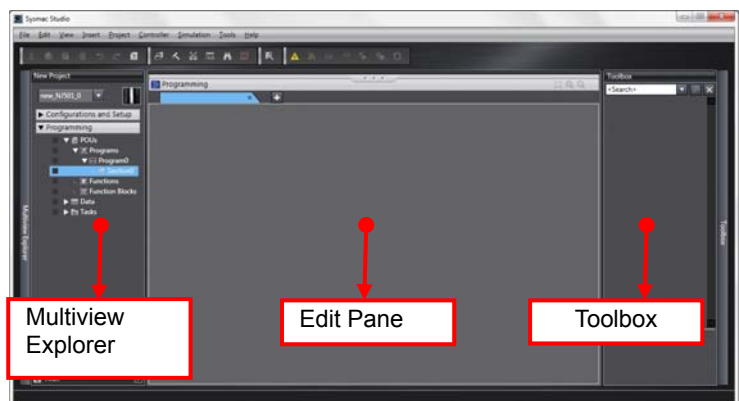 Sysmac Studio
File Edit View Insert Project Controller Simulation Tools Help
New Project
new_NJ501_0
Configurations and Setup
Programming
POUs
Programs
Program0
Section0
Functions
Function Blocks
Data
Tasks
Multiview Explorer
Programming
Toolbox
<Search>
Toolbox
Multiview
Explorer
Edit Pane
Toolbox